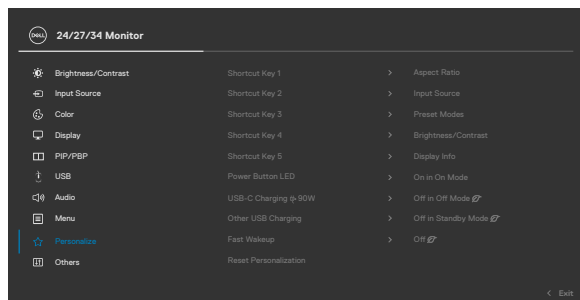 DELL 24/27/34 Monitor
Brightness/Contrast Shortcut Key 1 > Aspect Ratio
Input Source Shortcut Key 2 > Input Source
Color Shortcut Key 3 > Preset Modes
Display Shortcut Key 4 > Brightness/Contrast
PIP/PBP Shortcut Key 5 > Display Info
USB Power Button LED > On in On Mode
Audio USB-C Charging 90W > Off in Off Mode
Menu Other USB Charging > Off in Standby Mode
Personalize Fast Wakeup > Off
Others Reset Personalization
< Exit